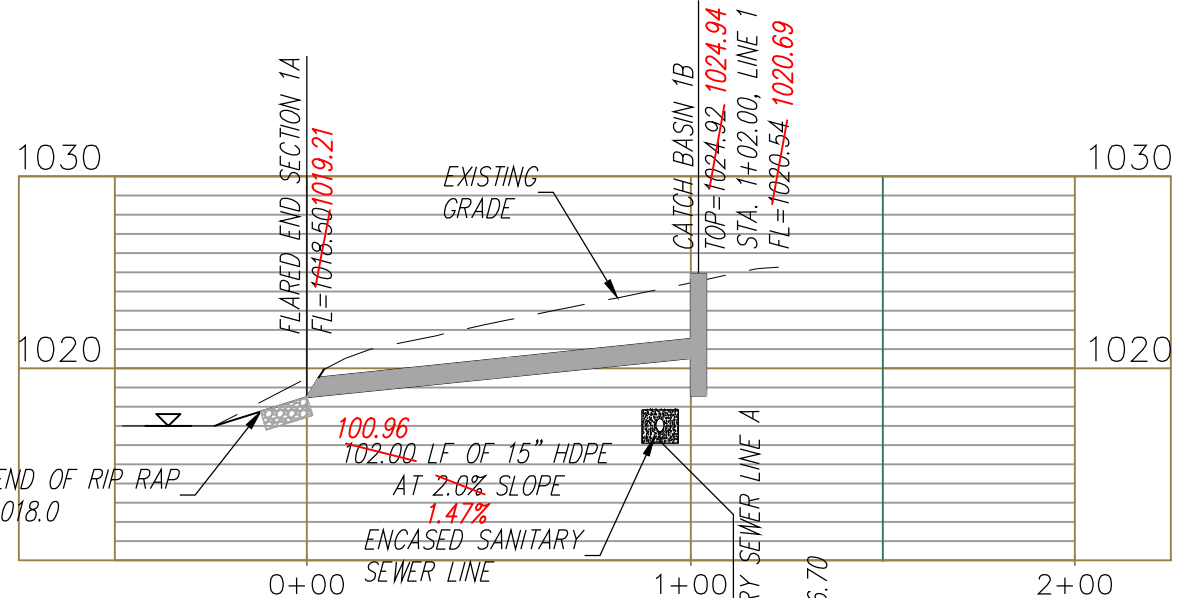 FLARED END SECTION 1A
FL=1018.50 1019.21
CATCH BASIN 1B
TOP=1024.92 1024.94
STA. 1+02.00, LINE 1
FL=1020.54 1020.69
1030
1030
EXISTING
GRADE
1020
1020
100.96
102.00 LF OF 15” HDPE
AT 2.0% SLOPE
1.47%
END OF RIP RAP
018.0
ENCASED SANITARY
SEWER LINE
RY SEWER LINE A
6.70
0+00
1+00
2+00